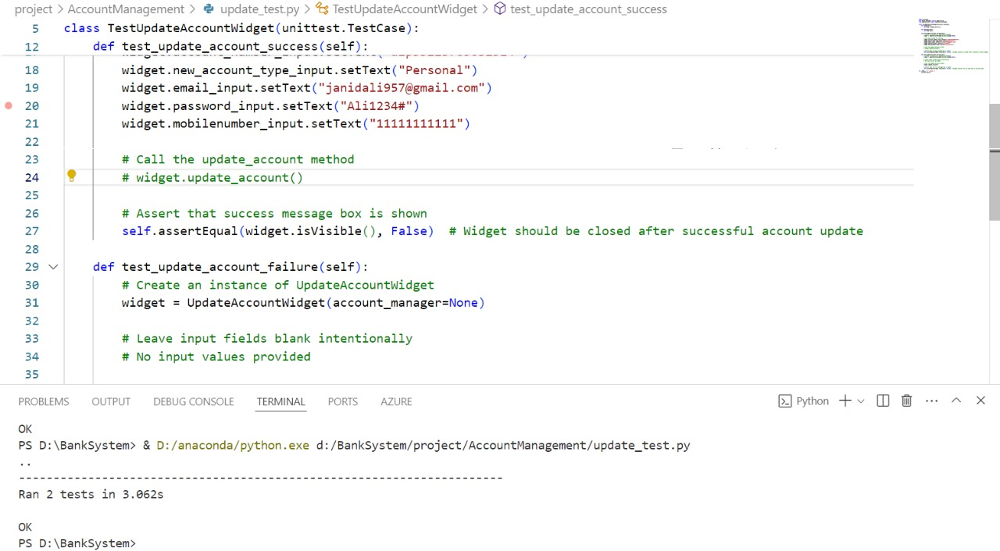 project > AccountManagement > update_test.py > TestUpdateAccountWidget > test_update_account_success
5 class TestUpdateAccountWidget(unittest.TestCase):
12 def test_update_account_success(self):
18 widget.new_account_type_input.setText("Personal")
19 widget.email_input.setText("janidali957@gmail.com")
20 widget.password_input.setText("Ali1234#")
21 widget.mobilenumber_input.setText("11111111111")
22
23 # Call the update_account method
24 # widget.update_account()
25
26 # Assert that success message box is shown
27 self.assertEqual(widget.isVisible(), False)  # Widget should be closed after successful account update
28
29 def test_update_account_failure(self):
30 # Create an instance of UpdateAccountWidget
31 widget = UpdateAccountWidget(account_manager=None)
32
33 # Leave input fields blank intentionally
34 # No input values provided
35
PROBLEMS OUTPUT DEBUG CONSOLE TERMINAL PORTS AZURE Python
OK
PS D:\BankSystem> & D:/anaconda/python.exe d:/BankSystem/project/AccountManagement/update_test.py
..
----------------------------------------------------------------------
Ran 2 tests in 3.062s
OK
PS D:\BankSystem>